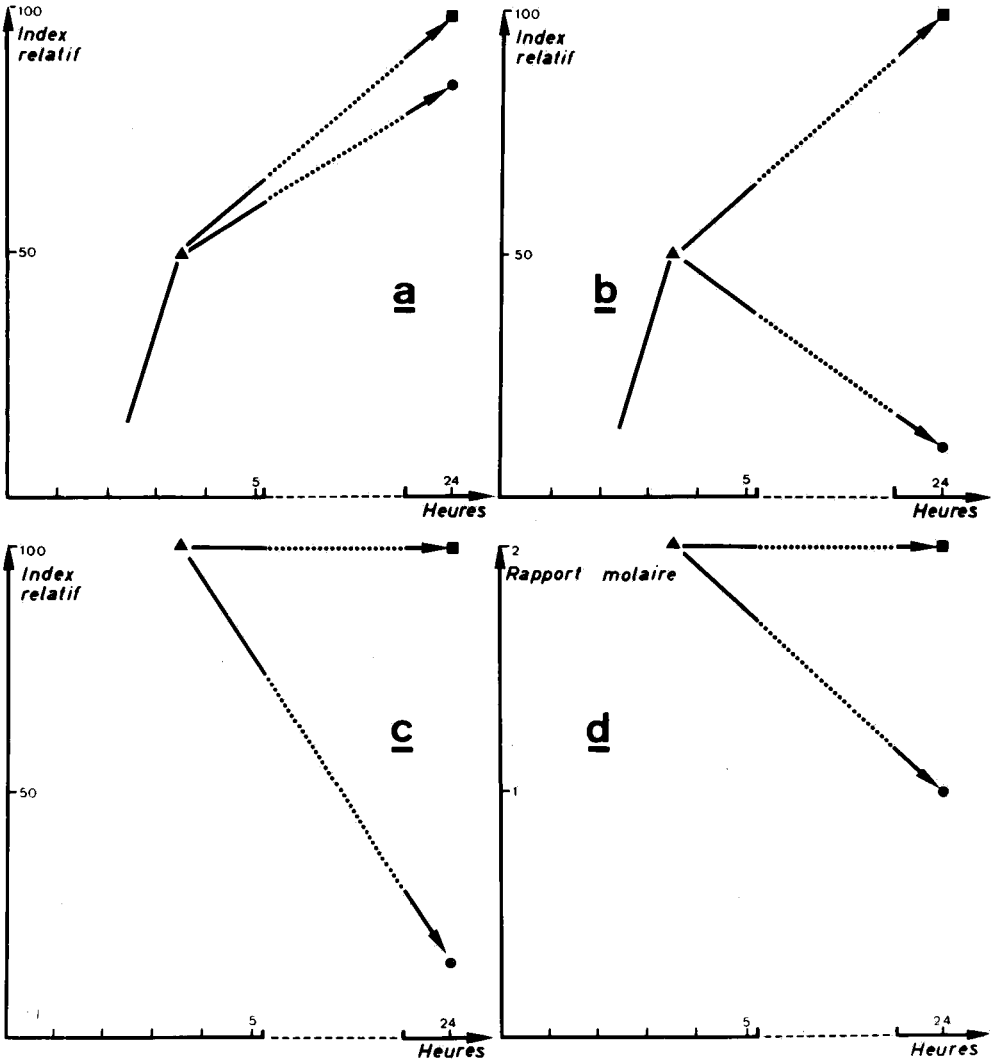 100
Index
relatif
50
a
5
24
Heures
100
Index
relatif
50
b
5
24
Heures
100
Index
relatif
50
c
5
24
Heures
2
Rapport molaire
1
d
5
24
Heures